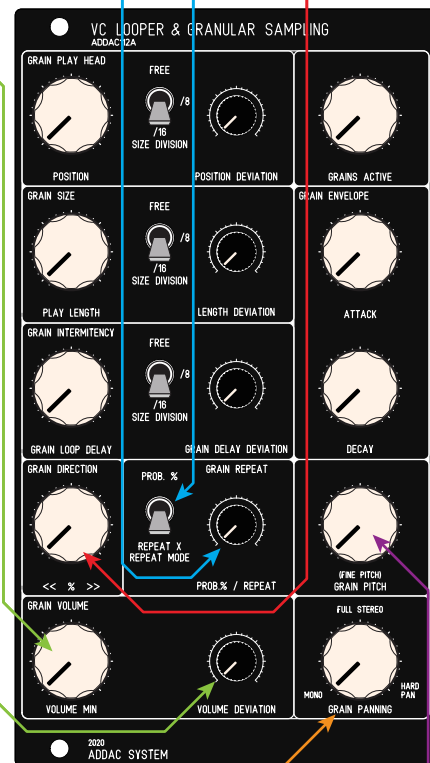 VC LOOPER & GRANULAR SAMPLING
ADDAC112A
GRAIN PLAY HEAD
FREE
/8
/16
SIZE DIVISION
POSITION
POSITION DEVIATION
GRAINS ACTIVE
GRAIN SIZE
FREE
/8
/16
SIZE DIVISION
PLAY LENGTH
LENGTH DEVIATION
GRAIN ENVELOPE
ATTACK
GRAIN INTERMITENCY
FREE
/8
/16
SIZE DIVISION
GRAIN LOOP DELAY
GRAIN DELAY DEVIATION
DECAY
GRAIN DIRECTION
<< % >>
PROB. %
GRAIN REPEAT
REPEAT X
REPEAT MODE
PROB.% / REPEAT
(FINE PITCH)
GRAIN PITCH
GRAIN VOLUME
VOLUME MIN
VOLUME DEVIATION
FULL STEREO
MONO
HARD
PAN
GRAIN PANNING
2020
ADDAC SYSTEM